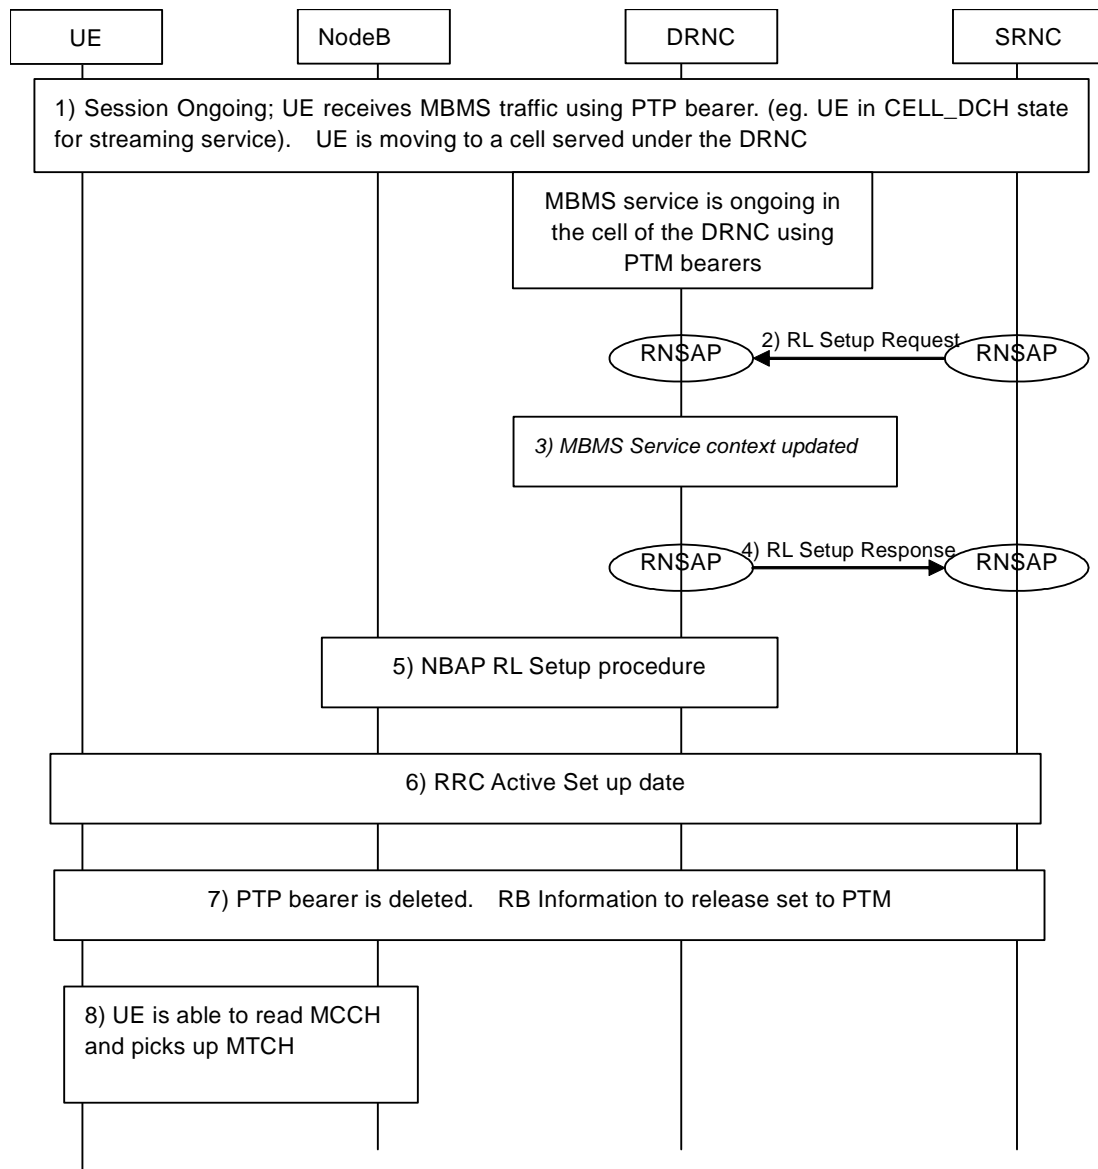 UE
NodeB
DRNC
SRNC
1) Session Ongoing; UE receives MBMS traffic using PTP bearer. (eg. UE in CELL_DCH state
for streaming service). UE is moving to a cell served under the DRNC
MBMS service is ongoing in
the cell of the DRNC using
PTM bearers
RNSAP
2) RL Setup Request
RNSAP
3) MBMS Service context updated
RNSAP
4) RL Setup Response
RNSAP
5) NBAP RL Setup procedure
6) RRC Active Set up date
7) PTP bearer is deleted. RB Information to release set to PTM
8) UE is able to read MCCH
and picks up MTCH